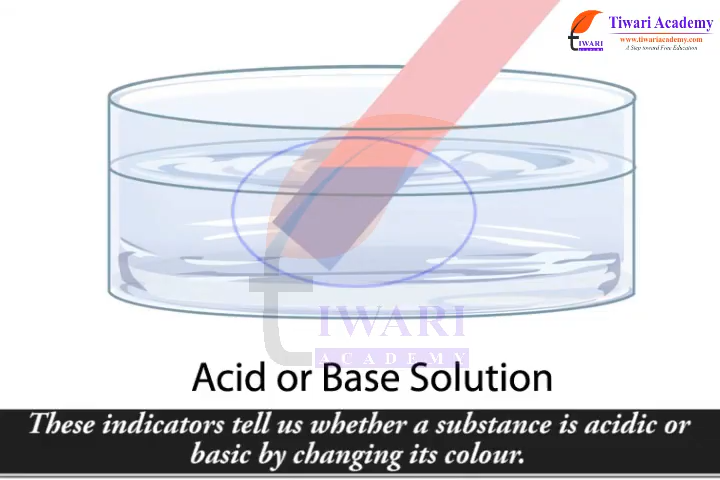 Tiwari Academy
www.tiwariacademy.com
A Step toward Free Education
tIWARI
tIWARI
ACADEMY
Acid or Base Solution
These indicators tell us whether a substance is acidic or
basic by changing its colour.